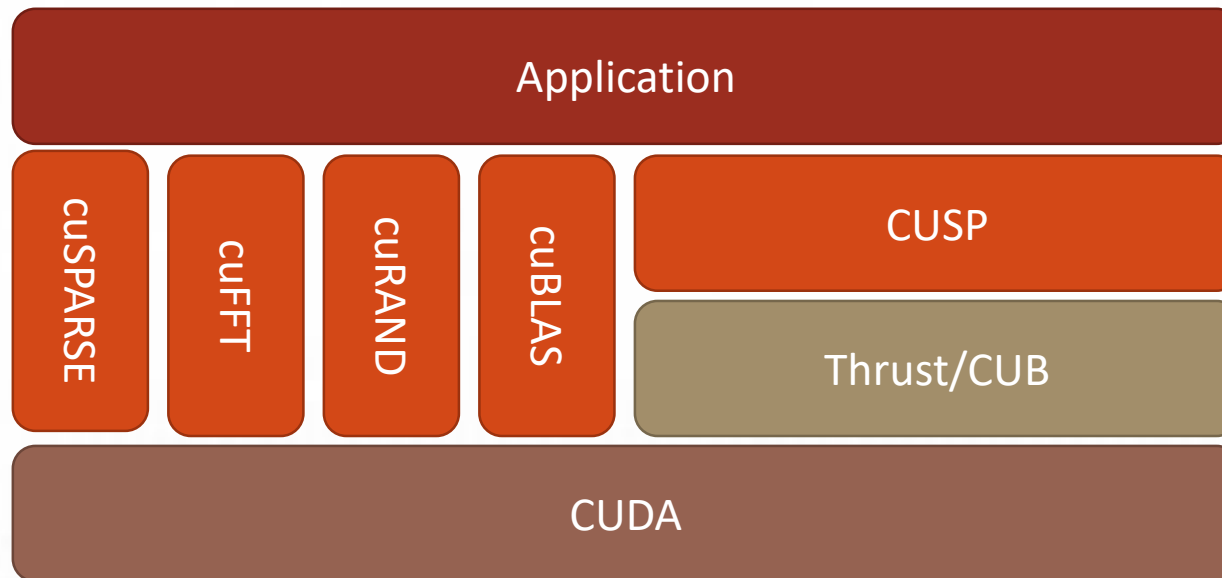 Application
cuSPARSE
cuFFT
cuRAND
cuBLAS
CUSP
Thrust/CUB
CUDA